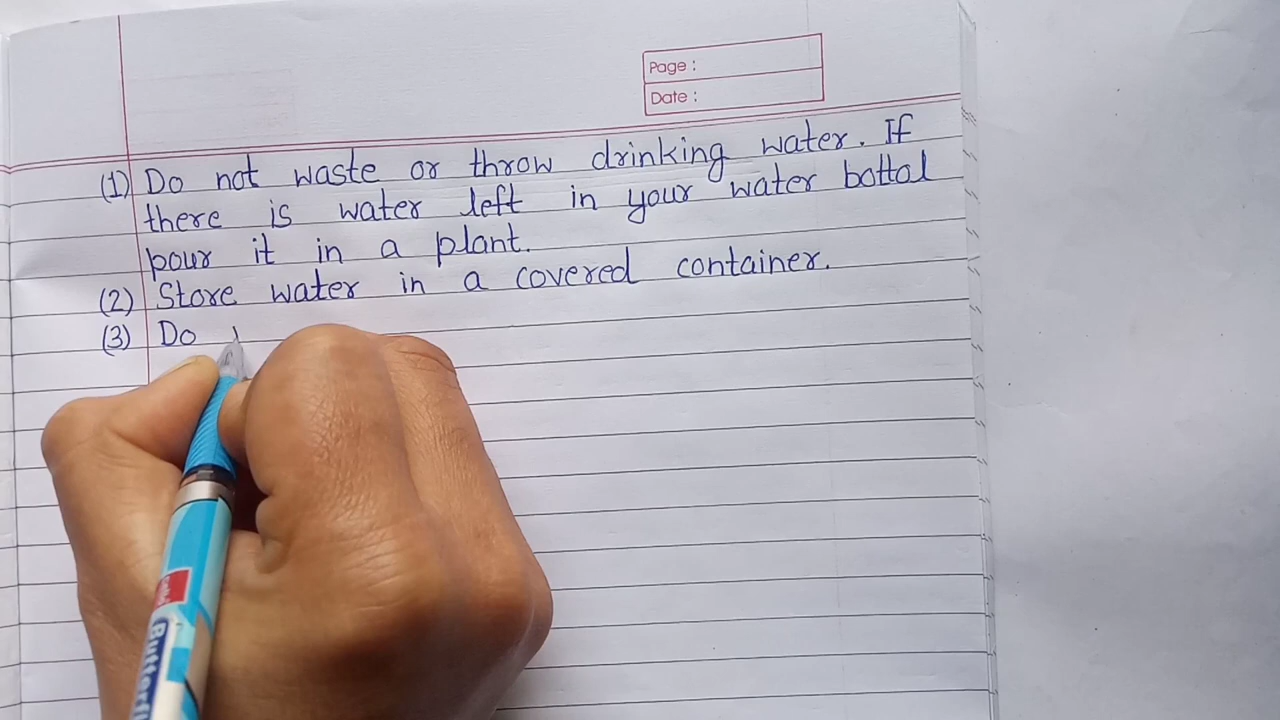 Page :
Date :
(1) Do not waste or throw drinking water. If
there is water left in your water bottal
pour it in a plant.
(2) Store water in a covered container.
(3) Do